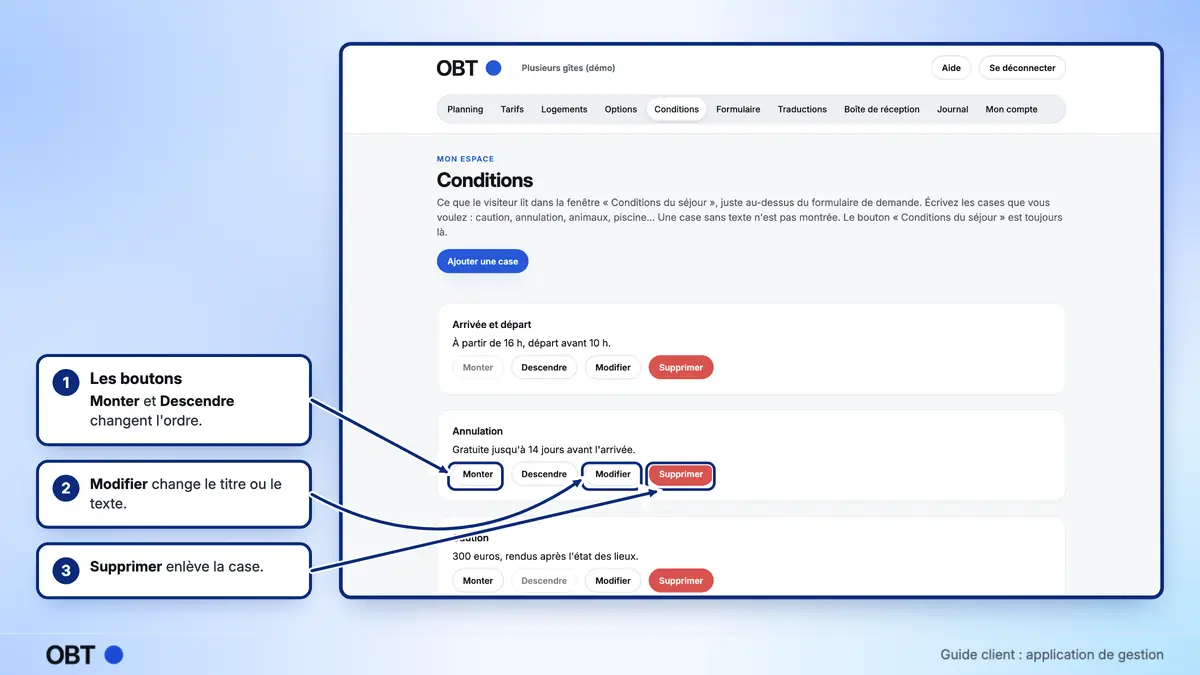 OBT
Plusieurs gîtes (démo)
Aide
Se déconnecter
Planning
Tarifs
Logements
Options
Conditions
Formulaire
Traductions
Boîte de réception
Journal
Mon compte
MON ESPACE
Conditions
Ce que le visiteur lit dans la fenêtre « Conditions du séjour », juste au-dessus du formulaire de demande. Écrivez les cases que vous
voulez : caution, annulation, animaux, piscine... Une case sans texte n'est pas montrée. Le bouton « Conditions du séjour » est toujours
là.
Ajouter une case
Arrivée et départ
À partir de 16 h, départ avant 10 h.
Monter
Descendre
Modifier
Supprimer
Annulation
Gratuite jusqu'à 14 jours avant l'arrivée.
Monter
Descendre
Modifier
Supprimer
300 euros, rendus après l'état des lieux.
Monter
Descendre
Modifier
Supprimer
1
Les boutons
Monter et Descendre
changent l'ordre.
2
Modifier change le titre ou le
texte.
3
Supprimer enlève la case.
OBT
Guide client : application de gestion